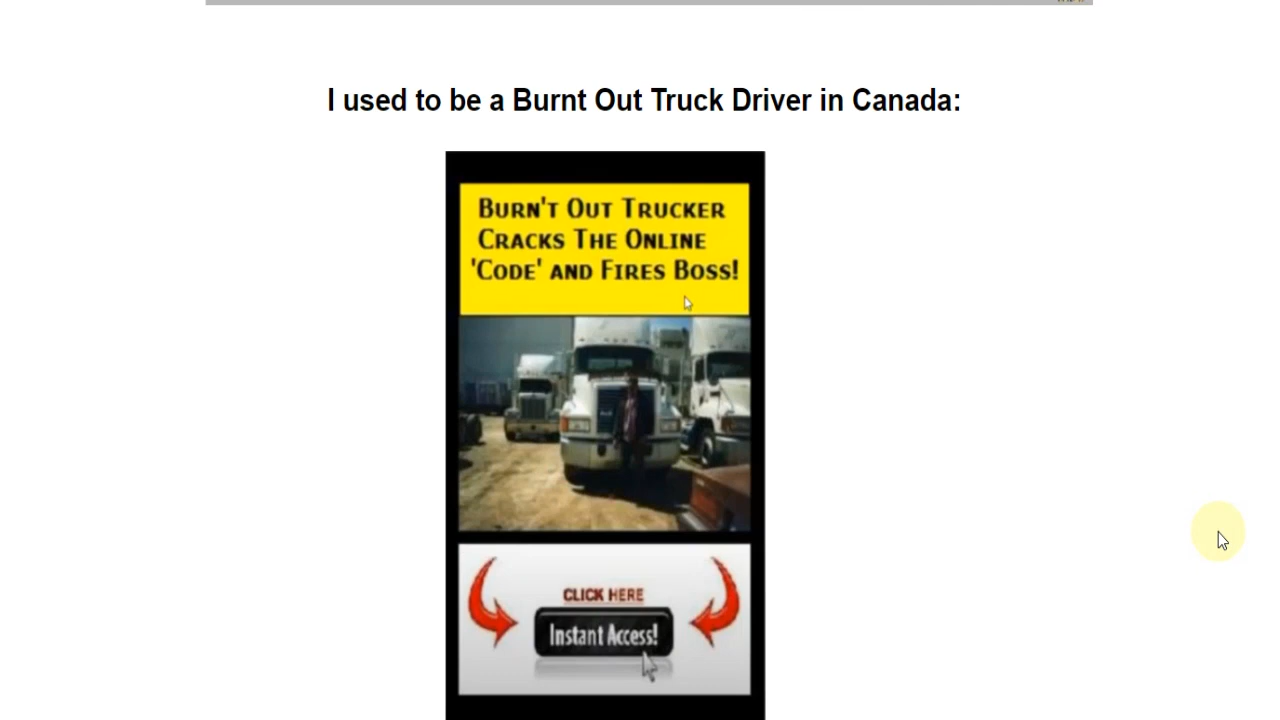 I used to be a Burnt Out Truck Driver in Canada:
Burn't Out Trucker
Cracks The Online
'Code' and Fires Boss!
CLICK HERE
Instant Access!